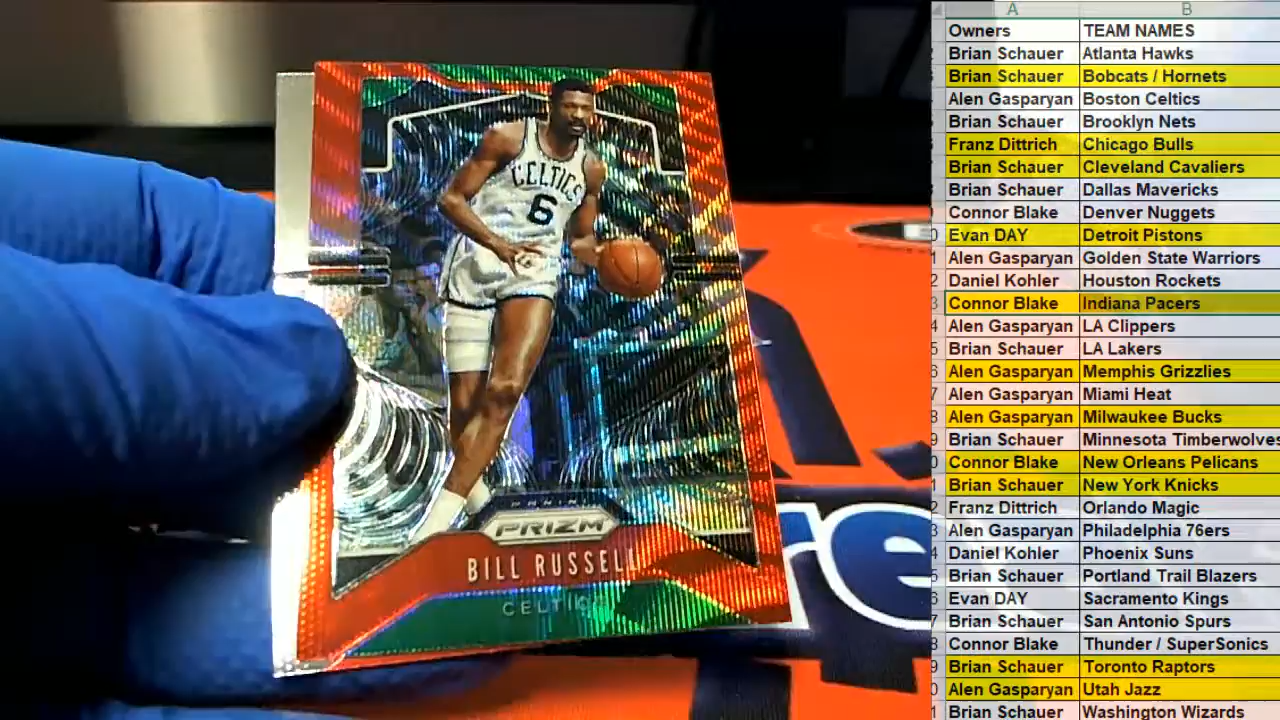 CELTICS
6
PANINI
PRIZM
BILL RUSSELL
CELTICS
re
A B
Owners TEAM NAMES
Brian Schauer Atlanta Hawks
Brian Schauer Bobcats / Hornets
Alen Gasparyan Boston Celtics
Brian Schauer Brooklyn Nets
Franz Dittrich Chicago Bulls
Brian Schauer Cleveland Cavaliers
Brian Schauer Dallas Mavericks
Connor Blake Denver Nuggets
Evan DAY Detroit Pistons
Alen Gasparyan Golden State Warriors
Daniel Kohler Houston Rockets
Connor Blake Indiana Pacers
Alen Gasparyan LA Clippers
Brian Schauer LA Lakers
Alen Gasparyan Memphis Grizzlies
Alen Gasparyan Miami Heat
Alen Gasparyan Milwaukee Bucks
Brian Schauer Minnesota Timberwolves
Connor Blake New Orleans Pelicans
Brian Schauer New York Knicks
Franz Dittrich Orlando Magic
Alen Gasparyan Philadelphia 76ers
Daniel Kohler Phoenix Suns
Brian Schauer Portland Trail Blazers
Evan DAY Sacramento Kings
Brian Schauer San Antonio Spurs
Connor Blake Thunder / SuperSonics
Brian Schauer Toronto Raptors
Alen Gasparyan Utah Jazz
Brian Schauer Washington Wizards